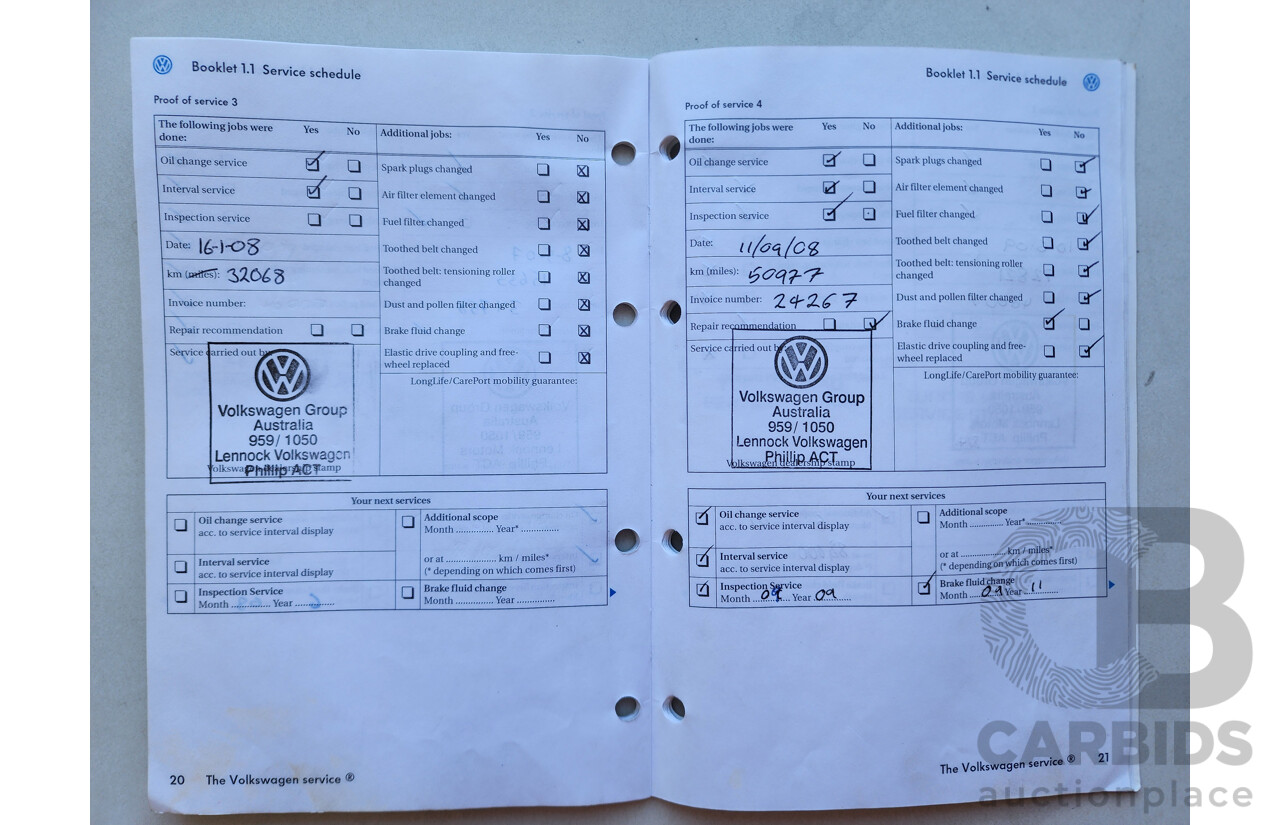 Booklet 1.1 Service schedule
Proof of service 3
The following jobs were done:
Yes No
Additional jobs:
Yes No
Oil change service
Interval service
Inspection service
Date: 16-1-08
km (miles): 32068
Invoice number:
Repair recommendation
Service carried out by:
Volkswagen Group
Australia
959/ 1050
Lennock Volkswagen
Phillip ACT
Volkswagen dealership stamp
Spark plugs changed
Air filter element changed
Fuel filter changed
Toothed belt changed
Toothed belt: tensioning roller
changed
Dust and pollen filter changed
Brake fluid change
Elastic drive coupling and free-
wheel replaced
LongLife/CarePort mobility guarantee:
Your next services
Oil change service
acc. to service interval display
Interval service
acc. to service interval display
Inspection Service
Month ............ Year ............
Additional scope
Month ............ Year* ............
or at .................... km / miles*
(* depending on which comes first)
Brake fluid change
Month ............ Year ............
20 The Volkswagen service ®
Booklet 1.1 Service schedule
Proof of service 4
The following jobs were
done:
Yes No
Additional jobs:
Yes No
Oil change service
Interval service
Inspection service
Date: 11/09/08
km (miles): 50977
Invoice number: 24267
Repair recommendation
Service carried out by:
Volkswagen Group
Australia
959/ 1050
Lennock Volkswagen
Phillip ACT
Volkswagen dealership stamp
Spark plugs changed
Air filter element changed
Fuel filter changed
Toothed belt changed
Toothed belt: tensioning roller
changed
Dust and pollen filter changed
Brake fluid change
Elastic drive coupling and free-
wheel replaced
LongLife/CarePort mobility guarantee:
Your next services
Oil change service
acc. to service interval display
Interval service
acc. to service interval display
Inspection Service
Month 09 Year 09
Additional scope
Month ............ Year* ............
or at .................... km / miles*
(* depending on which comes first)
Brake fluid change
Month 09 Year 11
The Volkswagen service ® 21
CARBIDS
auctionplace